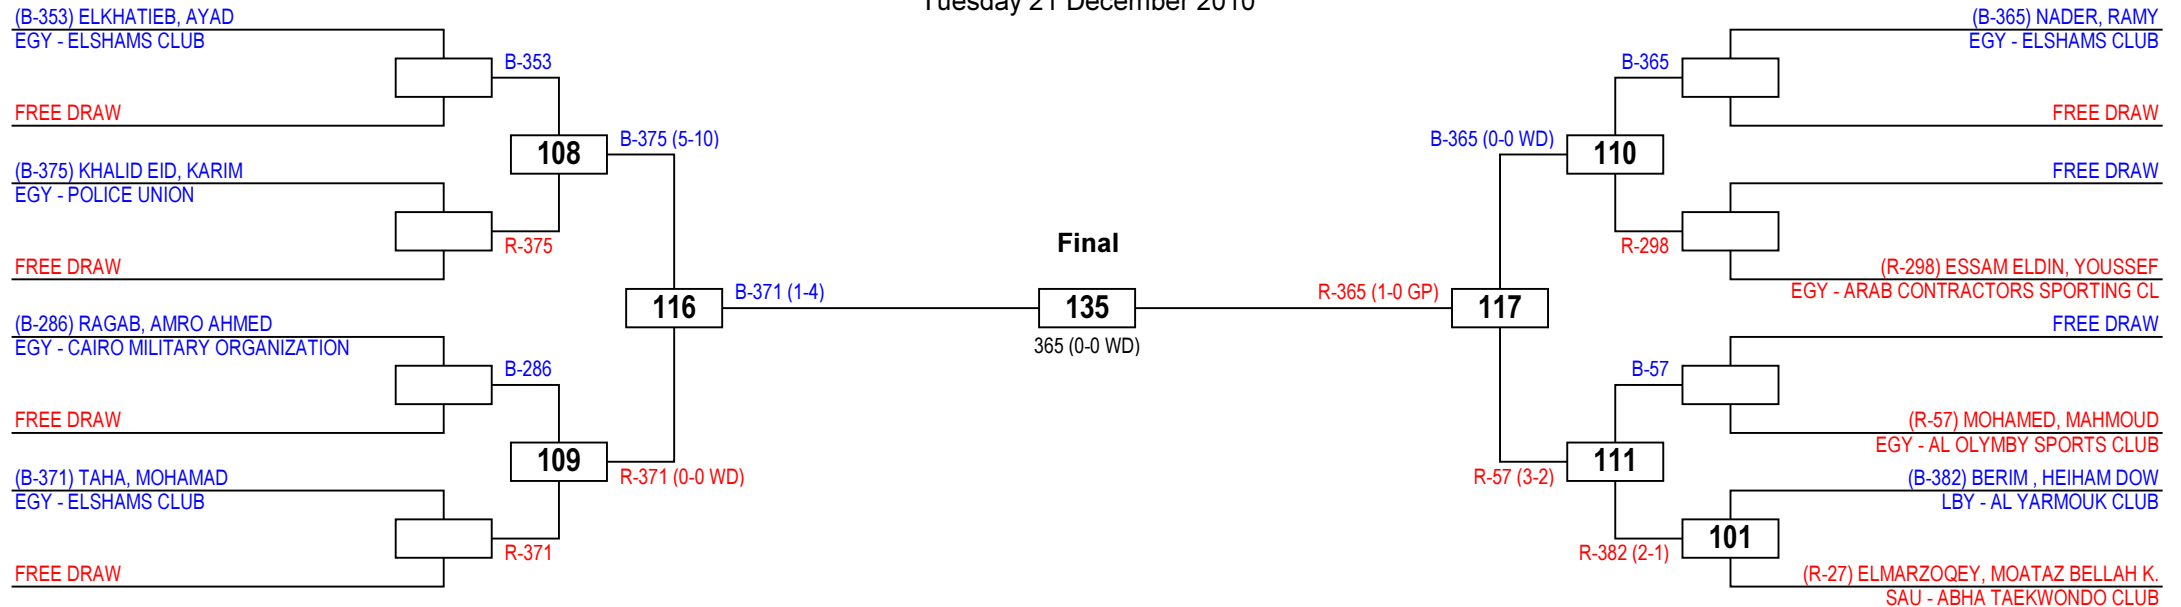 Tuesday 21 December 2010
(B-353) ELKHATIEB, AYAD
EGY - ELSHAMS CLUB
B-353
FREE DRAW
108
B-375 (5-10)
(B-375) KHALID EID, KARIM
EGY - POLICE UNION
R-375
FREE DRAW
116
B-371 (1-4)
(B-286) RAGAB, AMRO AHMED
EGY - CAIRO MILITARY ORGANIZATION
B-286
FREE DRAW
109
R-371 (0-0 WD)
(B-371) TAHA, MOHAMAD
EGY - ELSHAMS CLUB
R-371
FREE DRAW
Final
135
365 (0-0 WD)
(B-365) NADER, RAMY
EGY - ELSHAMS CLUB
B-365
FREE DRAW
B-365 (0-0 WD)
110
FREE DRAW
R-298
(R-298) ESSAM ELDIN, YOUSSEF
EGY - ARAB CONTRACTORS SPORTING CL
R-365 (1-0 GP)
117
FREE DRAW
B-57
(R-57) MOHAMED, MAHMOUD
EGY - AL OLYMBY SPORTS CLUB
R-57 (3-2)
111
(B-382) BERIM , HEIHAM DOW
LBY - AL YARMOUK CLUB
R-382 (2-1)
101
(R-27) ELMARZOQEY, MOATAZ BELLAH K.
SAU - ABHA TAEKWONDO CLUB